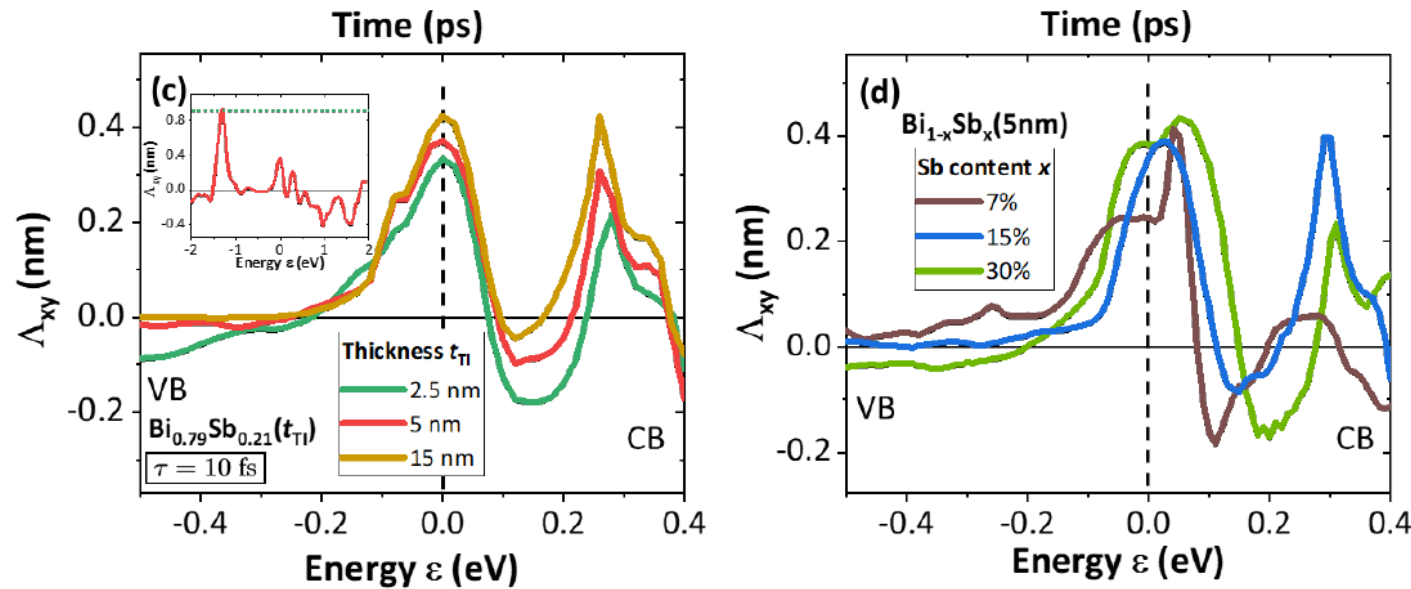 Time (ps)
(c)
0.8
0.4
0.0
-0.4
Λxy (nm)
-2 -1 0 1 2
Energy ε (eV)
0.4
0.2
0.0
-0.2
Λxy (nm)
VB
CB
Bi0.79Sb0.21(tTI)
τ = 10 fs
Thickness tTI
2.5 nm
5 nm
15 nm
-0.4 -0.2 0.0 0.2 0.4
Energy ε (eV)
Time (ps)
(d)
Bi1-xSbx(5nm)
Sb content x
7%
15%
30%
0.4
0.2
0.0
-0.2
Λxy (nm)
VB
CB
-0.4 -0.2 0.0 0.2 0.4
Energy ε (eV)